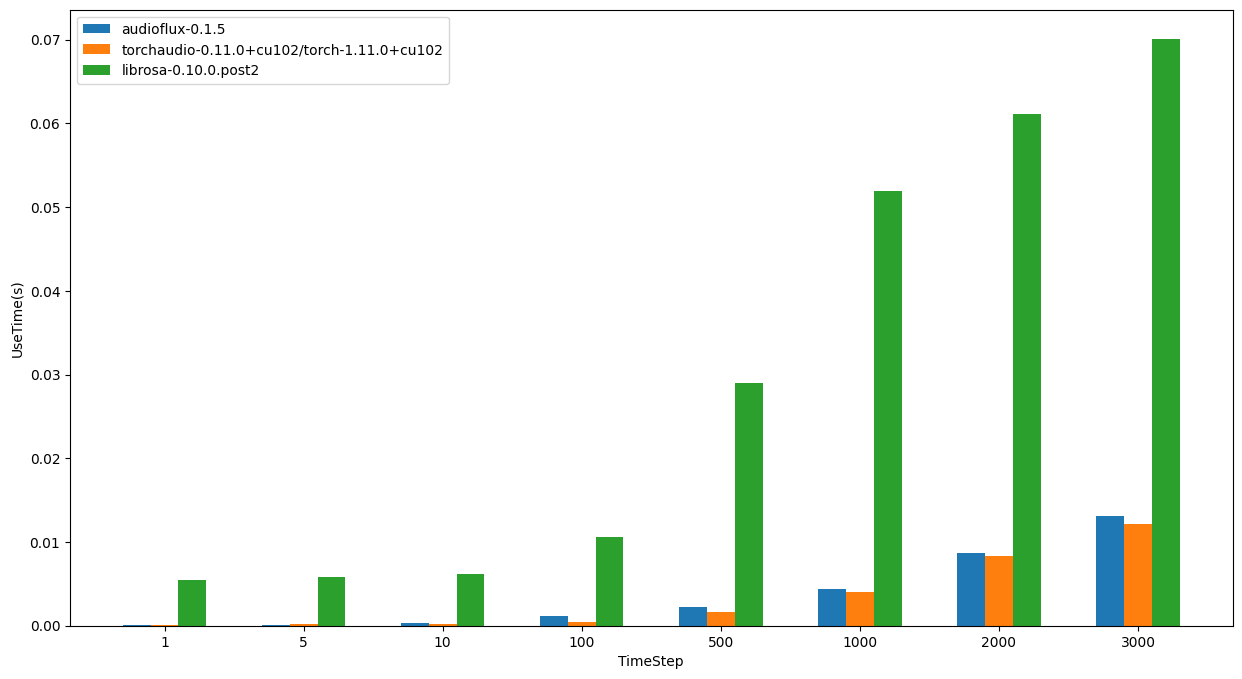 audioflux-0.1.5
torchaudio-0.11.0+cu102/torch-1.11.0+cu102
librosa-0.10.0.post2
0.07
0.06
0.05
0.04
0.03
0.02
0.01
0.00
UseTime(s)
1 5 10 100 500 1000 2000 3000
TimeStep